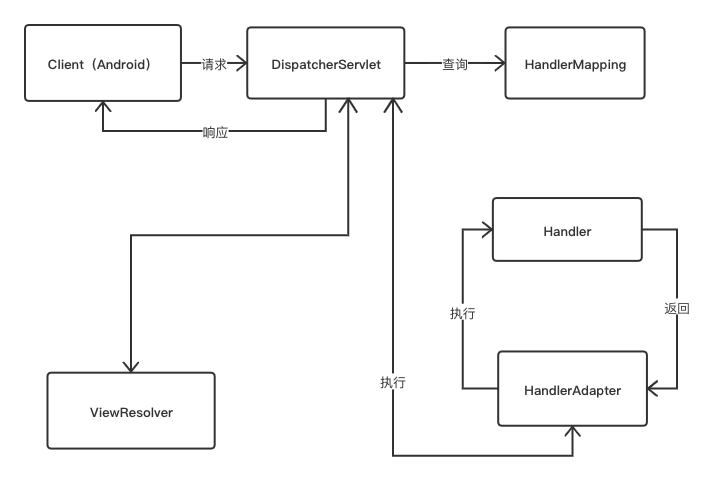 Client（Android）
请求
DispatcherServlet
查询
HandlerMapping
响应
Handler
执行
返回
执行
HandlerAdapter
ViewResolver